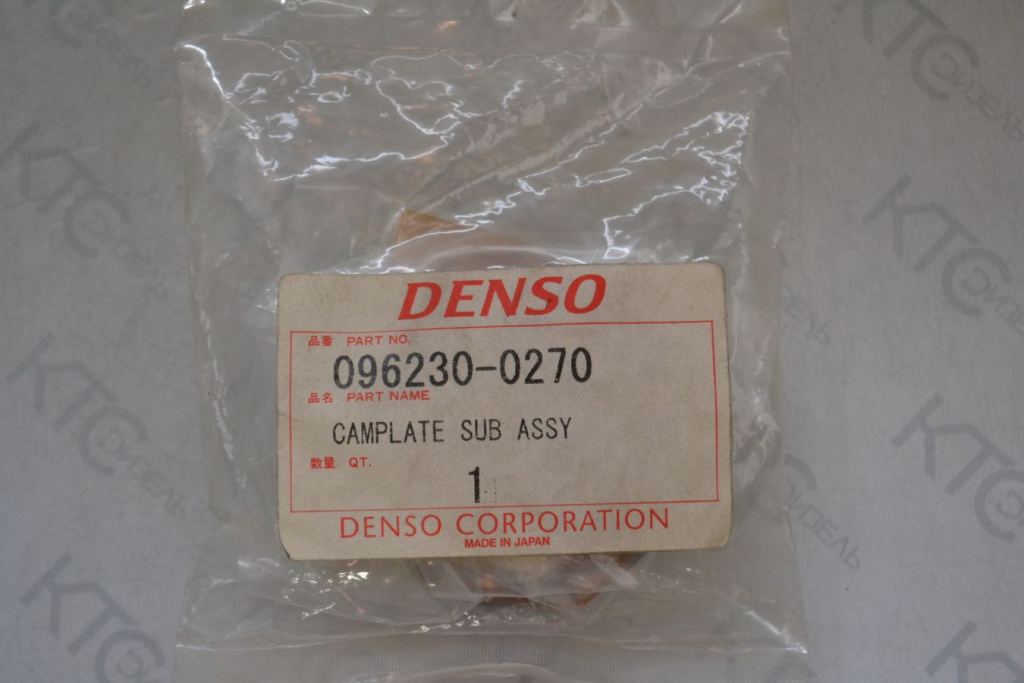 DENSO
品番 PART NO.
096230-0270
品名 PART NAME
CAMPLATE SUB ASSY
数量 QT.
1
DENSO CORPORATION
MADE IN JAPAN